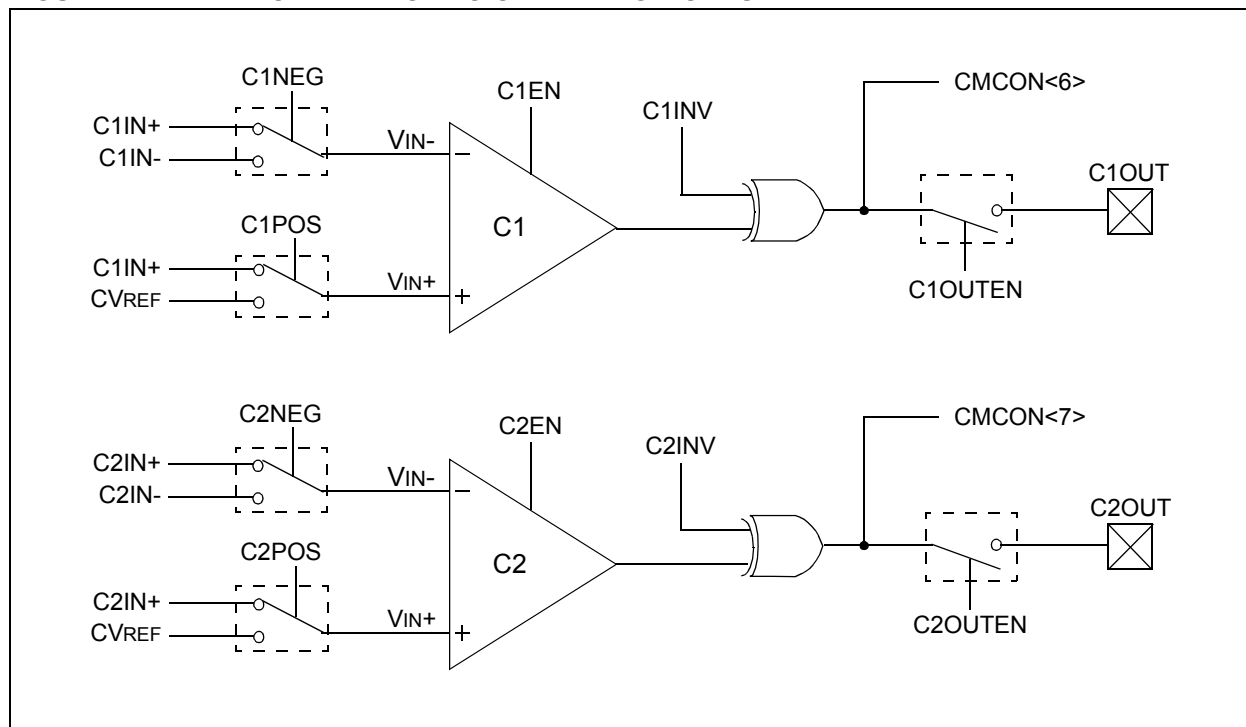 C1NEG
C1EN
C1INV
CMCON<6>
C1IN+
C1IN-
VIN-
–
C1OUT
C1
C1POS
C1IN+
CVREF
VIN+
+
C1OUTEN
C2NEG
C2EN
C2INV
CMCON<7>
C2IN+
C2IN-
VIN-
–
C2OUT
C2
C2POS
C2IN+
CVREF
VIN+
+
C2OUTEN